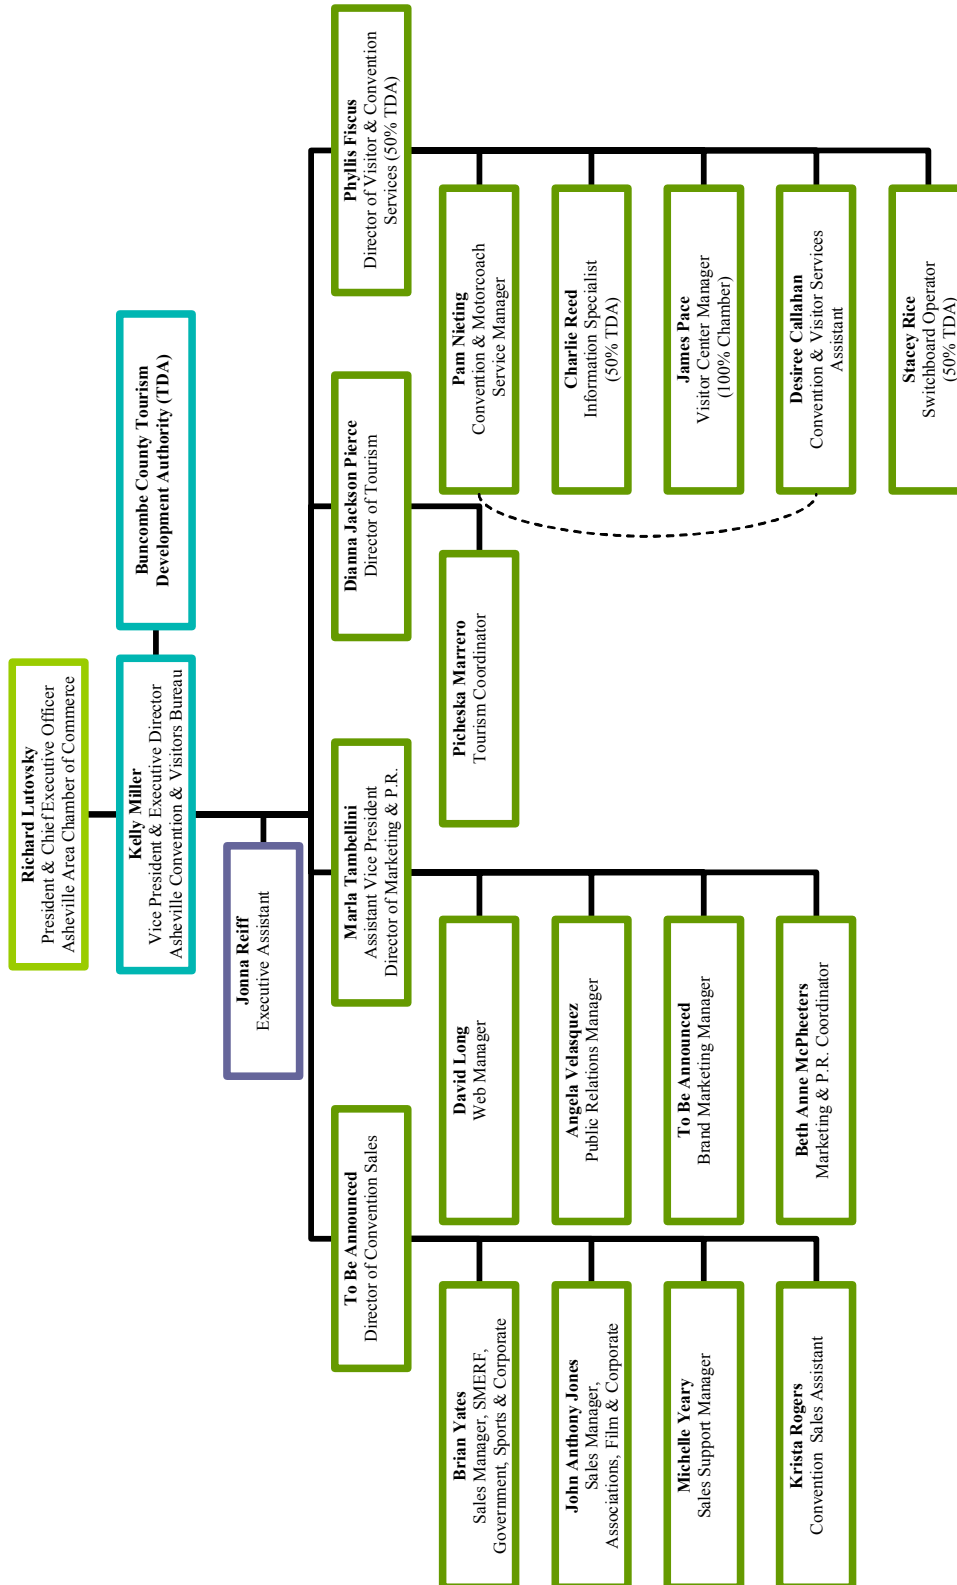 Richard Lutovsky
President & Chief Executive Officer
Asheville Area Chamber of Commerce
Kelly Miller
Vice President & Executive Director
Asheville Convention & Visitors Bureau
Buncombe County Tourism
Development Authority (TDA)
Jonna Reiff
Executive Assistant
To Be Announced
Director of Convention Sales
Marla Tambellini
Assistant Vice President
Director of Marketing & P.R.
Dianna Jackson Pierce
Director of Tourism
Phyllis Fiscus
Director of Visitor & Convention
Services (50% TDA)
Brian Yates
Sales Manager, SMERF,
Government, Sports & Corporate
John Anthony Jones
Sales Manager,
Associations, Film & Corporate
Michelle Yeary
Sales Support Manager
Krista Rogers
Convention Sales Assistant
David Long
Web Manager
Angela Velasquez
Public Relations Manager
To Be Announced
Brand Marketing Manager
Beth Anne McPheeters
Marketing & P.R. Coordinator
Picheska Marrero
Tourism Coordinator
Pam Nieting
Convention & Motorcoach
Service Manager
Charlie Reed
Information Specialist
(50% TDA)
James Pace
Visitor Center Manager
(100% Chamber)
Desiree Callahan
Convention & Visitor Services
Assistant
Stacey Rice
Switchboard Operator
(50% TDA)